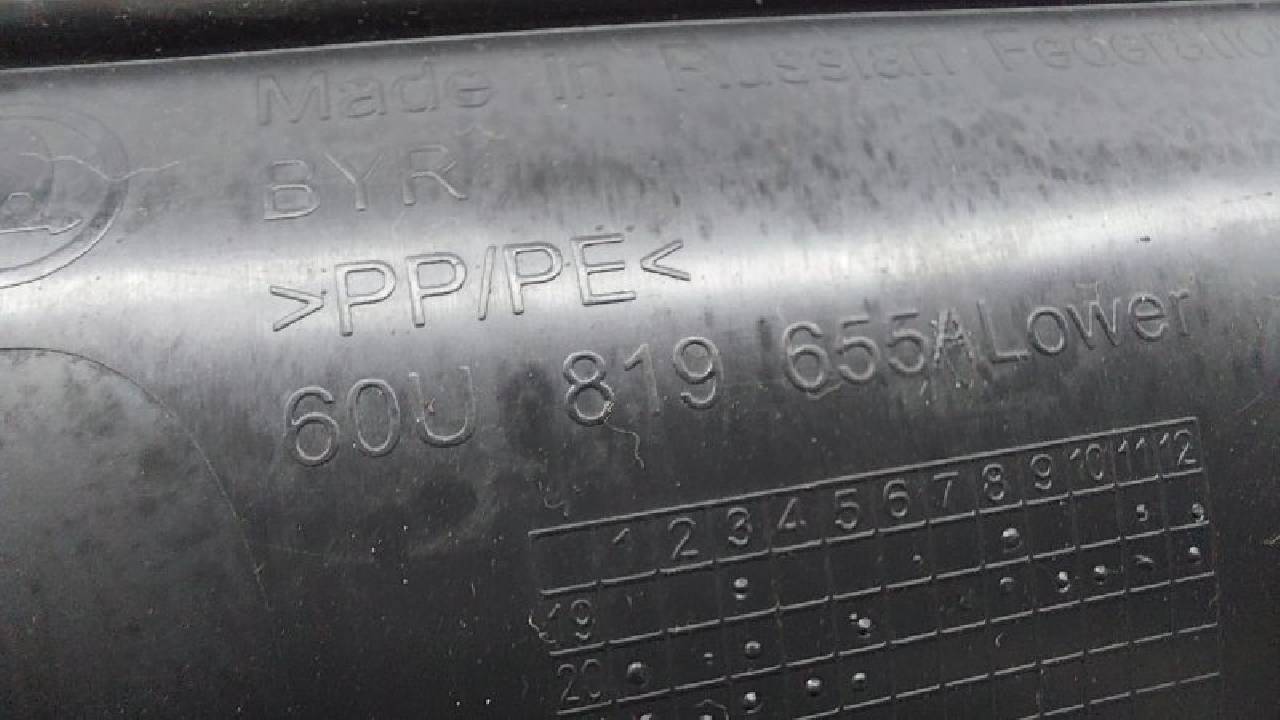 Made in Russian Federation
BYR
>PP/PE<
60U 819 655A Lower
1 2 3 4 5 6 7 8 9 10 11 12
19
20